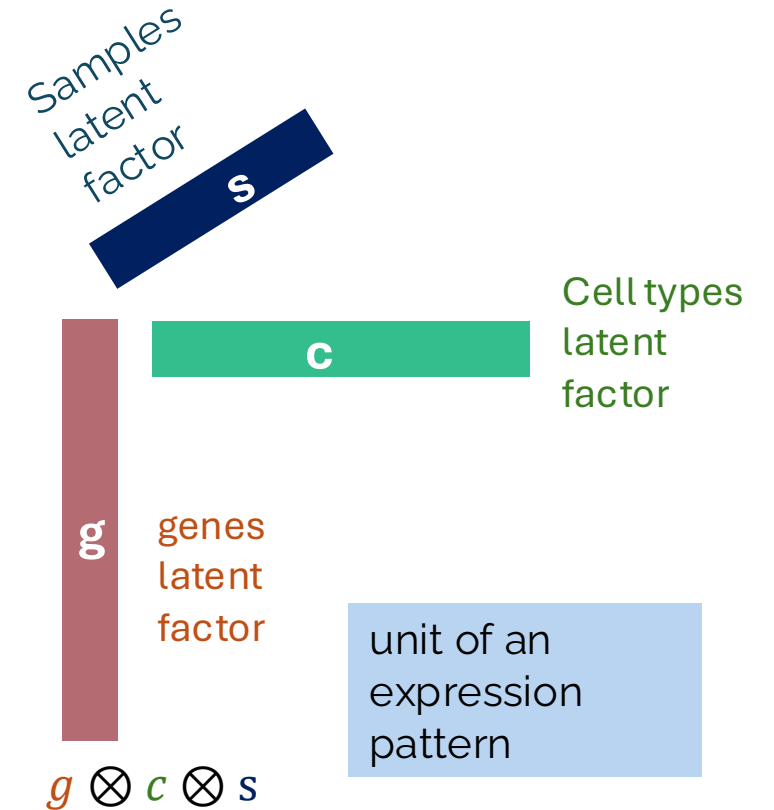 Samples
latent
factor
s
c
Cell types
latent
factor
g
genes
latent
factor
unit of an
expression
pattern
g ⊗ c ⊗ s